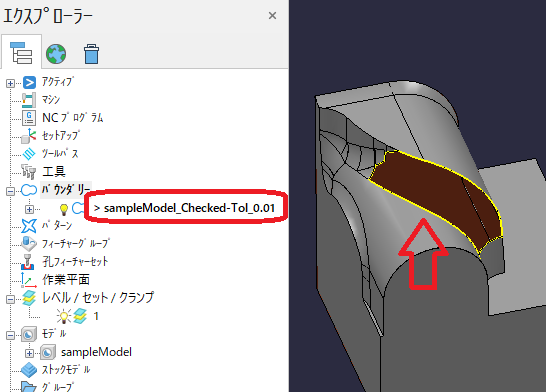 ｴｸｽﾌﾟﾛｰﾗｰ
ｱｸﾃｨﾌﾞ
ﾏｼﾝ
NC ﾌﾟﾛｸﾞﾗﾑ
ｾｯﾄｱｯﾌﾟ
ﾂｰﾙﾊﾟｽ
工具
ﾊﾞｳﾝﾀﾞﾘｰ
> sampleModel_Checked-Tol_0.01
ﾊﾟﾀｰﾝ
ﾌｨｰﾁｬｰｸﾞﾙｰﾌﾟ
孔ﾌｨｰﾁｬｰｾｯﾄ
作業平面
ﾚﾍﾞﾙ / ｾｯﾄ / ｸﾗﾝﾌﾟ
1
ﾓﾃﾞﾙ
sampleModel
ｽﾄｯｸﾓﾃﾞﾙ
ｸﾞﾙｰﾌﾟ